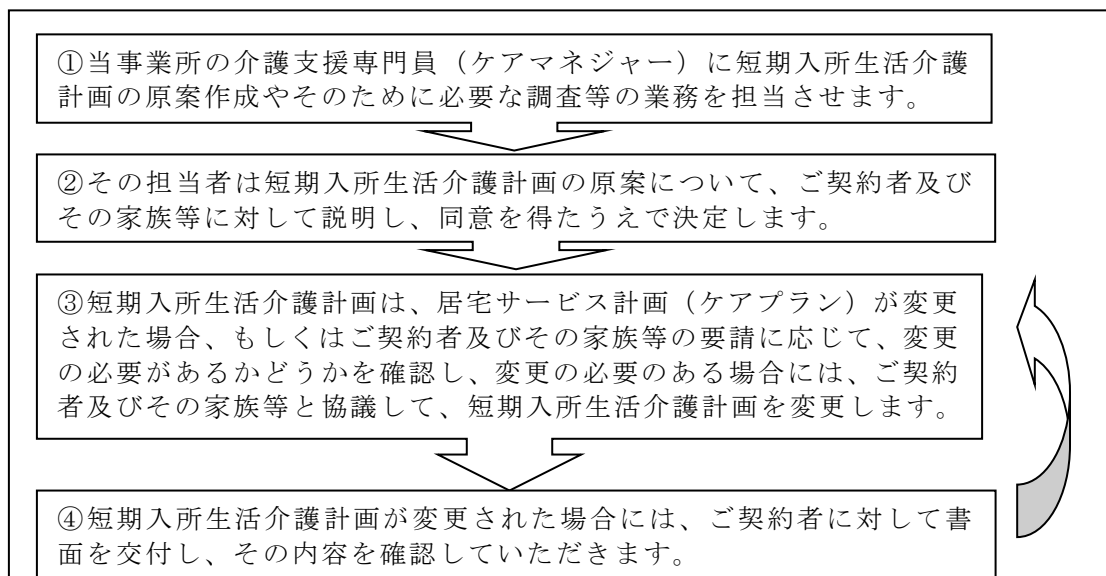 ①当事業所の介護支援専門員（ケアマネジャー）に短期入所生活介護
計画の原案作成やそのために必要な調査等の業務を担当させます。
②その担当者は短期入所生活介護計画の原案について、ご契約者及び
その家族等に対して説明し、同意を得たうえで決定します。
③短期入所生活介護計画は、居宅サービス計画（ケアプラン）が変更
された場合、もしくはご契約者及びその家族等の要請に応じて、変更
の必要があるかどうかを確認し、変更の必要のある場合には、ご契約
者及びその家族等と協議して、短期入所生活介護計画を変更します。
④短期入所生活介護計画が変更された場合には、ご契約者に対して書
面を交付し、その内容を確認していただきます。